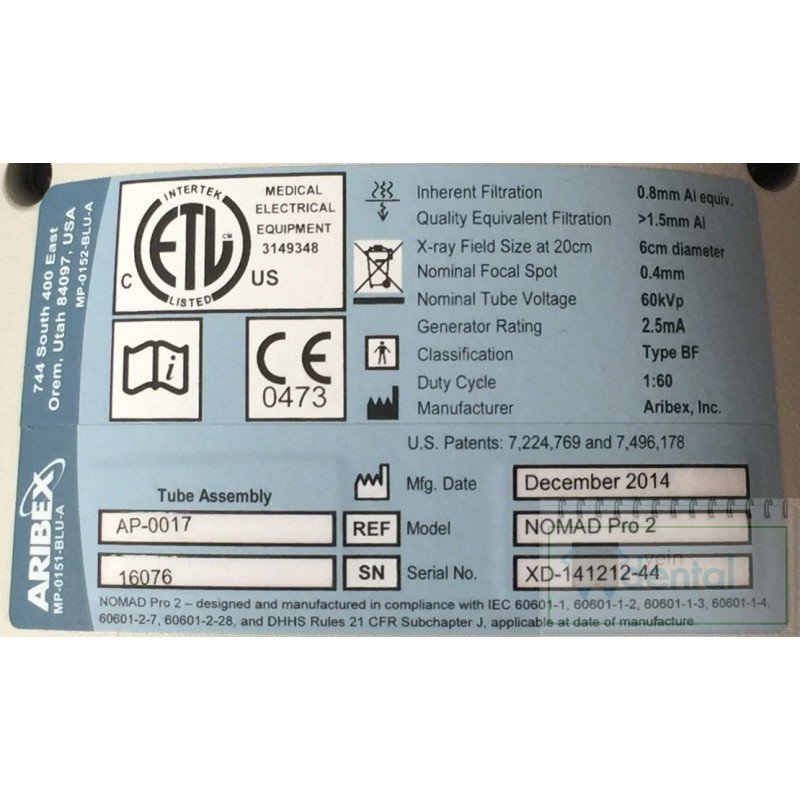 744 South 400 East
Orem, Utah 84097, USA
MP-0152-BLU-A
INTERTEK
ETL
CM
LISTED
C
US
MEDICAL
ELECTRICAL
EQUIPMENT
3149348
i
CE
0473
Inherent Filtration 0.8mm Al equiv.
Quality Equivalent Filtration >1.5mm Al
X-ray Field Size at 20cm 6cm diameter
Nominal Focal Spot 0.4mm
Nominal Tube Voltage 60kVp
Generator Rating 2.5mA
Classification Type BF
Duty Cycle 1:60
Manufacturer Aribex, Inc.
U.S. Patents: 7,224,769 and 7,496,178
ARIBEX
MP-0151-BLU-A
Mfg. Date December 2014
Tube Assembly
AP-0017 REF Model NOMAD Pro 2
16076 SN Serial No. XD-141212-44
NOMAD Pro 2 – designed and manufactured in compliance with IEC 60601-1, 60601-1-2, 60601-1-3, 60601-1-4,
60601-2-7, 60601-2-28, and DHHS Rules 21 CFR Subchapter J, applicable at date of manufacture.
vein
dental